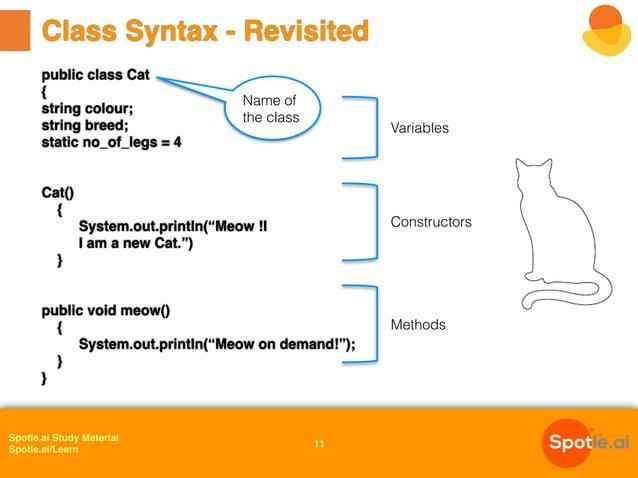 Class Syntax - Revisited
public class Cat
{
string colour;
string breed;
static no_of_legs = 4
Name of
the class
Variables
Cat()
{
System.out.println(“Meow !I
I am a new Cat.”)
}
Constructors
public void meow()
{
System.out.println(“Meow on demand!”);
}
}
Methods
Spotle.ai Study Material
Spotle.ai/Learn
11
Spotle.ai